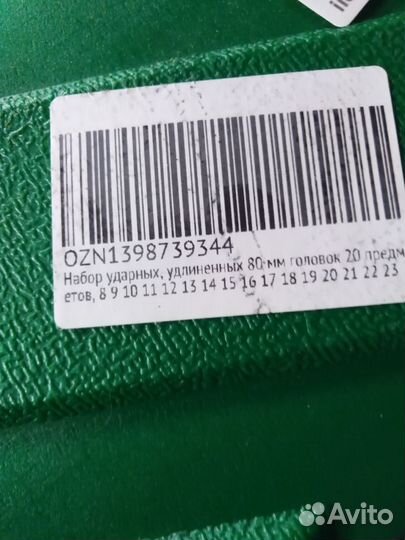 OZN1398739344
Набор ударных, удлиненных 80-мм головок 20 предм
етов, 8 9 10 11 12 13 14 15 16 17 18 19 20 21 22 23
Avito